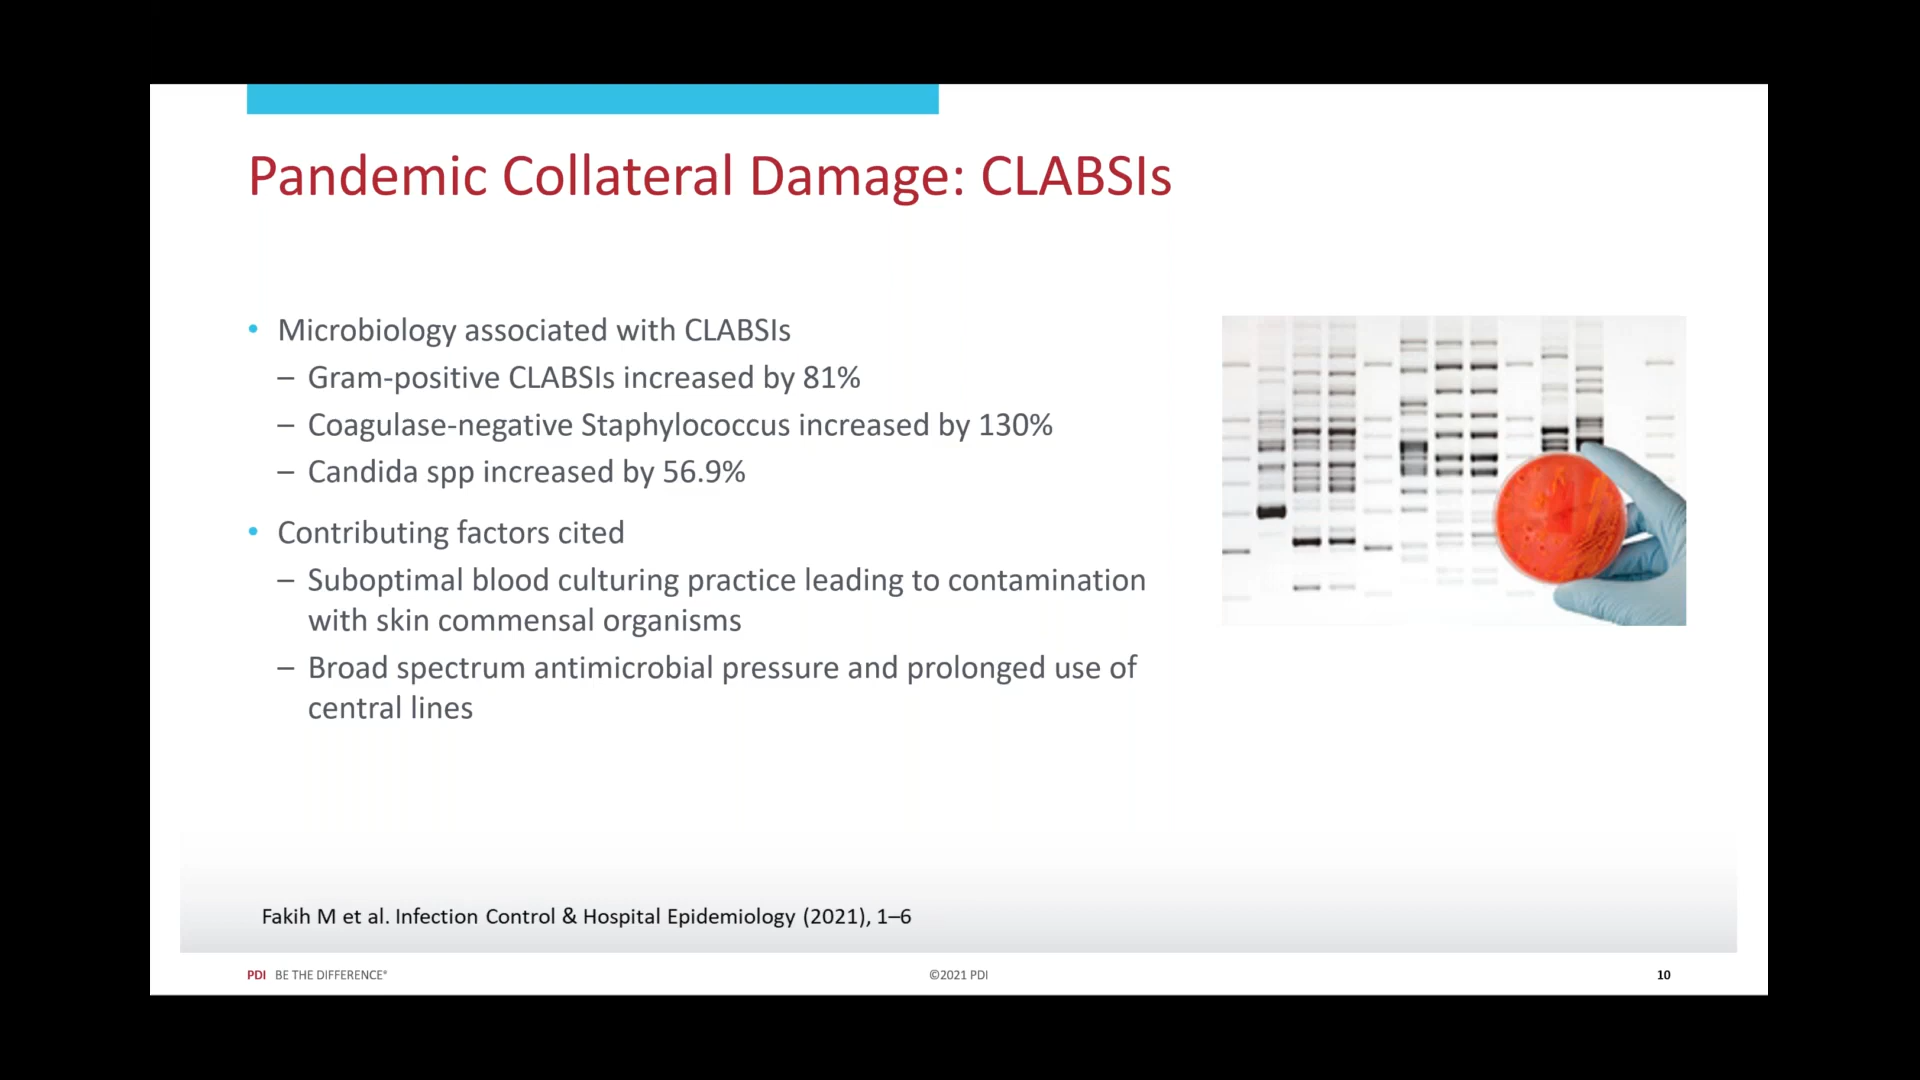 Pandemic Collateral Damage: CLABSIs
• Microbiology associated with CLABSIs
– Gram-positive CLABSIs increased by 81%
– Coagulase-negative Staphylococcus increased by 130%
– Candida spp increased by 56.9%
• Contributing factors cited
– Suboptimal blood culturing practice leading to contamination
with skin commensal organisms
– Broad spectrum antimicrobial pressure and prolonged use of
central lines
Fakih M et al. Infection Control & Hospital Epidemiology (2021), 1–6
PDI BE THE DIFFERENCE®
©2021 PDI
10